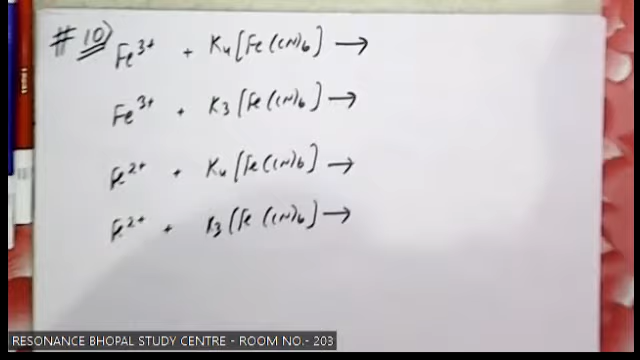 #10) Fe³⁺ + K₄[Fe(CN)₆] →
Fe³⁺ + K₃[Fe(CN)₆] →
Fe²⁺ + K₄[Fe(CN)₆] →
Fe²⁺ + K₃[Fe(CN)₆] →
RESONANCE BHOPAL STUDY CENTRE - ROOM NO.- 203